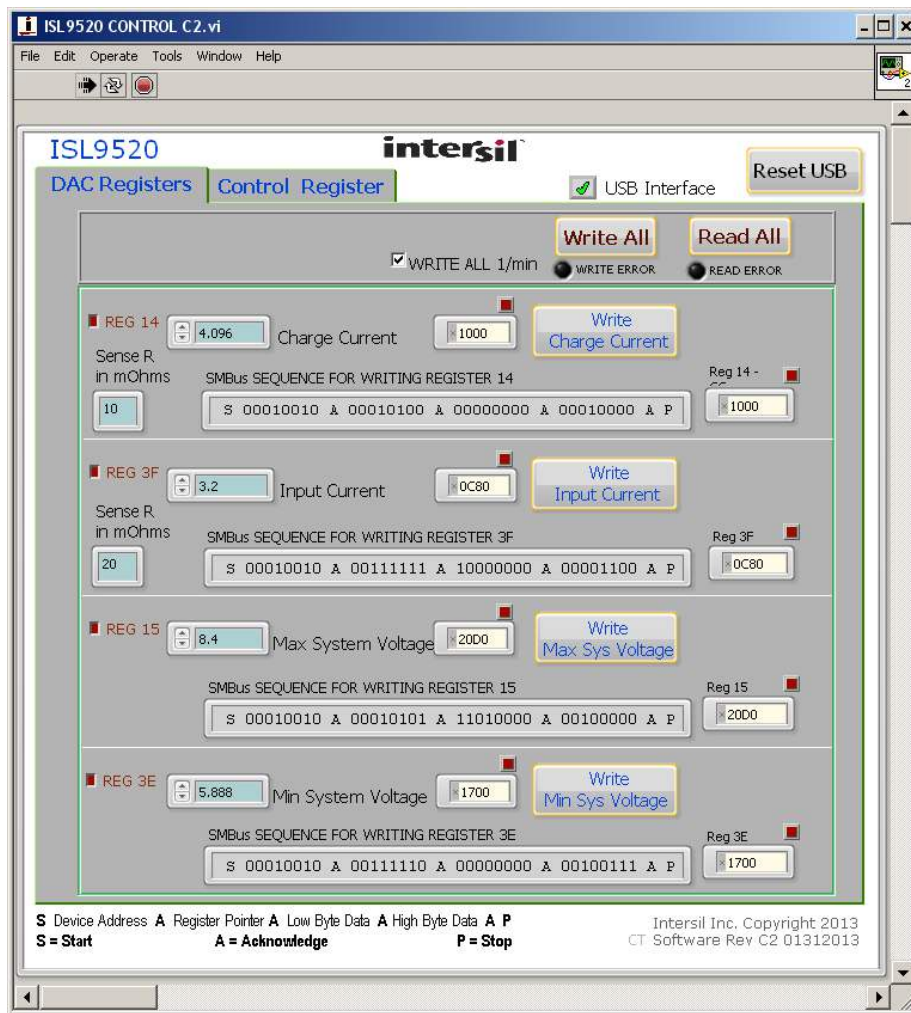 ISL9520 CONTROL C2.vi
File Edit Operate Tools Window Help
2
ISL9520
intersil
DAC Registers
Control Register
USB Interface
Reset USB
WRITE ALL 1/min
Write All
Read All
WRITE ERROR
READ ERROR
REG 14
4.096
Charge Current
×1000
Write
Charge Current
Sense R
in mOhms
10
SMBus SEQUENCE FOR WRITING REGISTER 14
Reg 14 -
S 00010010 A 00010100 A 00000000 A 00010000 A P
×1000
REG 3F
3.2
Input Current
×0C80
Write
Input Current
Sense R
in mOhms
20
SMBus SEQUENCE FOR WRITING REGISTER 3F
Reg 3F
S 00010010 A 00111111 A 10000000 A 00001100 A P
×0C80
REG 15
8.4
Max System Voltage
×20D0
Write
Max Sys Voltage
SMBus SEQUENCE FOR WRITING REGISTER 15
Reg 15
S 00010010 A 00010101 A 11010000 A 00100000 A P
×20D0
REG 3E
5.888
Min System Voltage
×1700
Write
Min Sys Voltage
SMBus SEQUENCE FOR WRITING REGISTER 3E
Reg 3E
S 00010010 A 00111110 A 00000000 A 00100111 A P
×1700
S Device Address A Register Pointer A Low Byte Data A High Byte Data A P
S = Start A = Acknowledge P = Stop
Intersil Inc. Copyright 2013
CT Software Rev C2 01312013